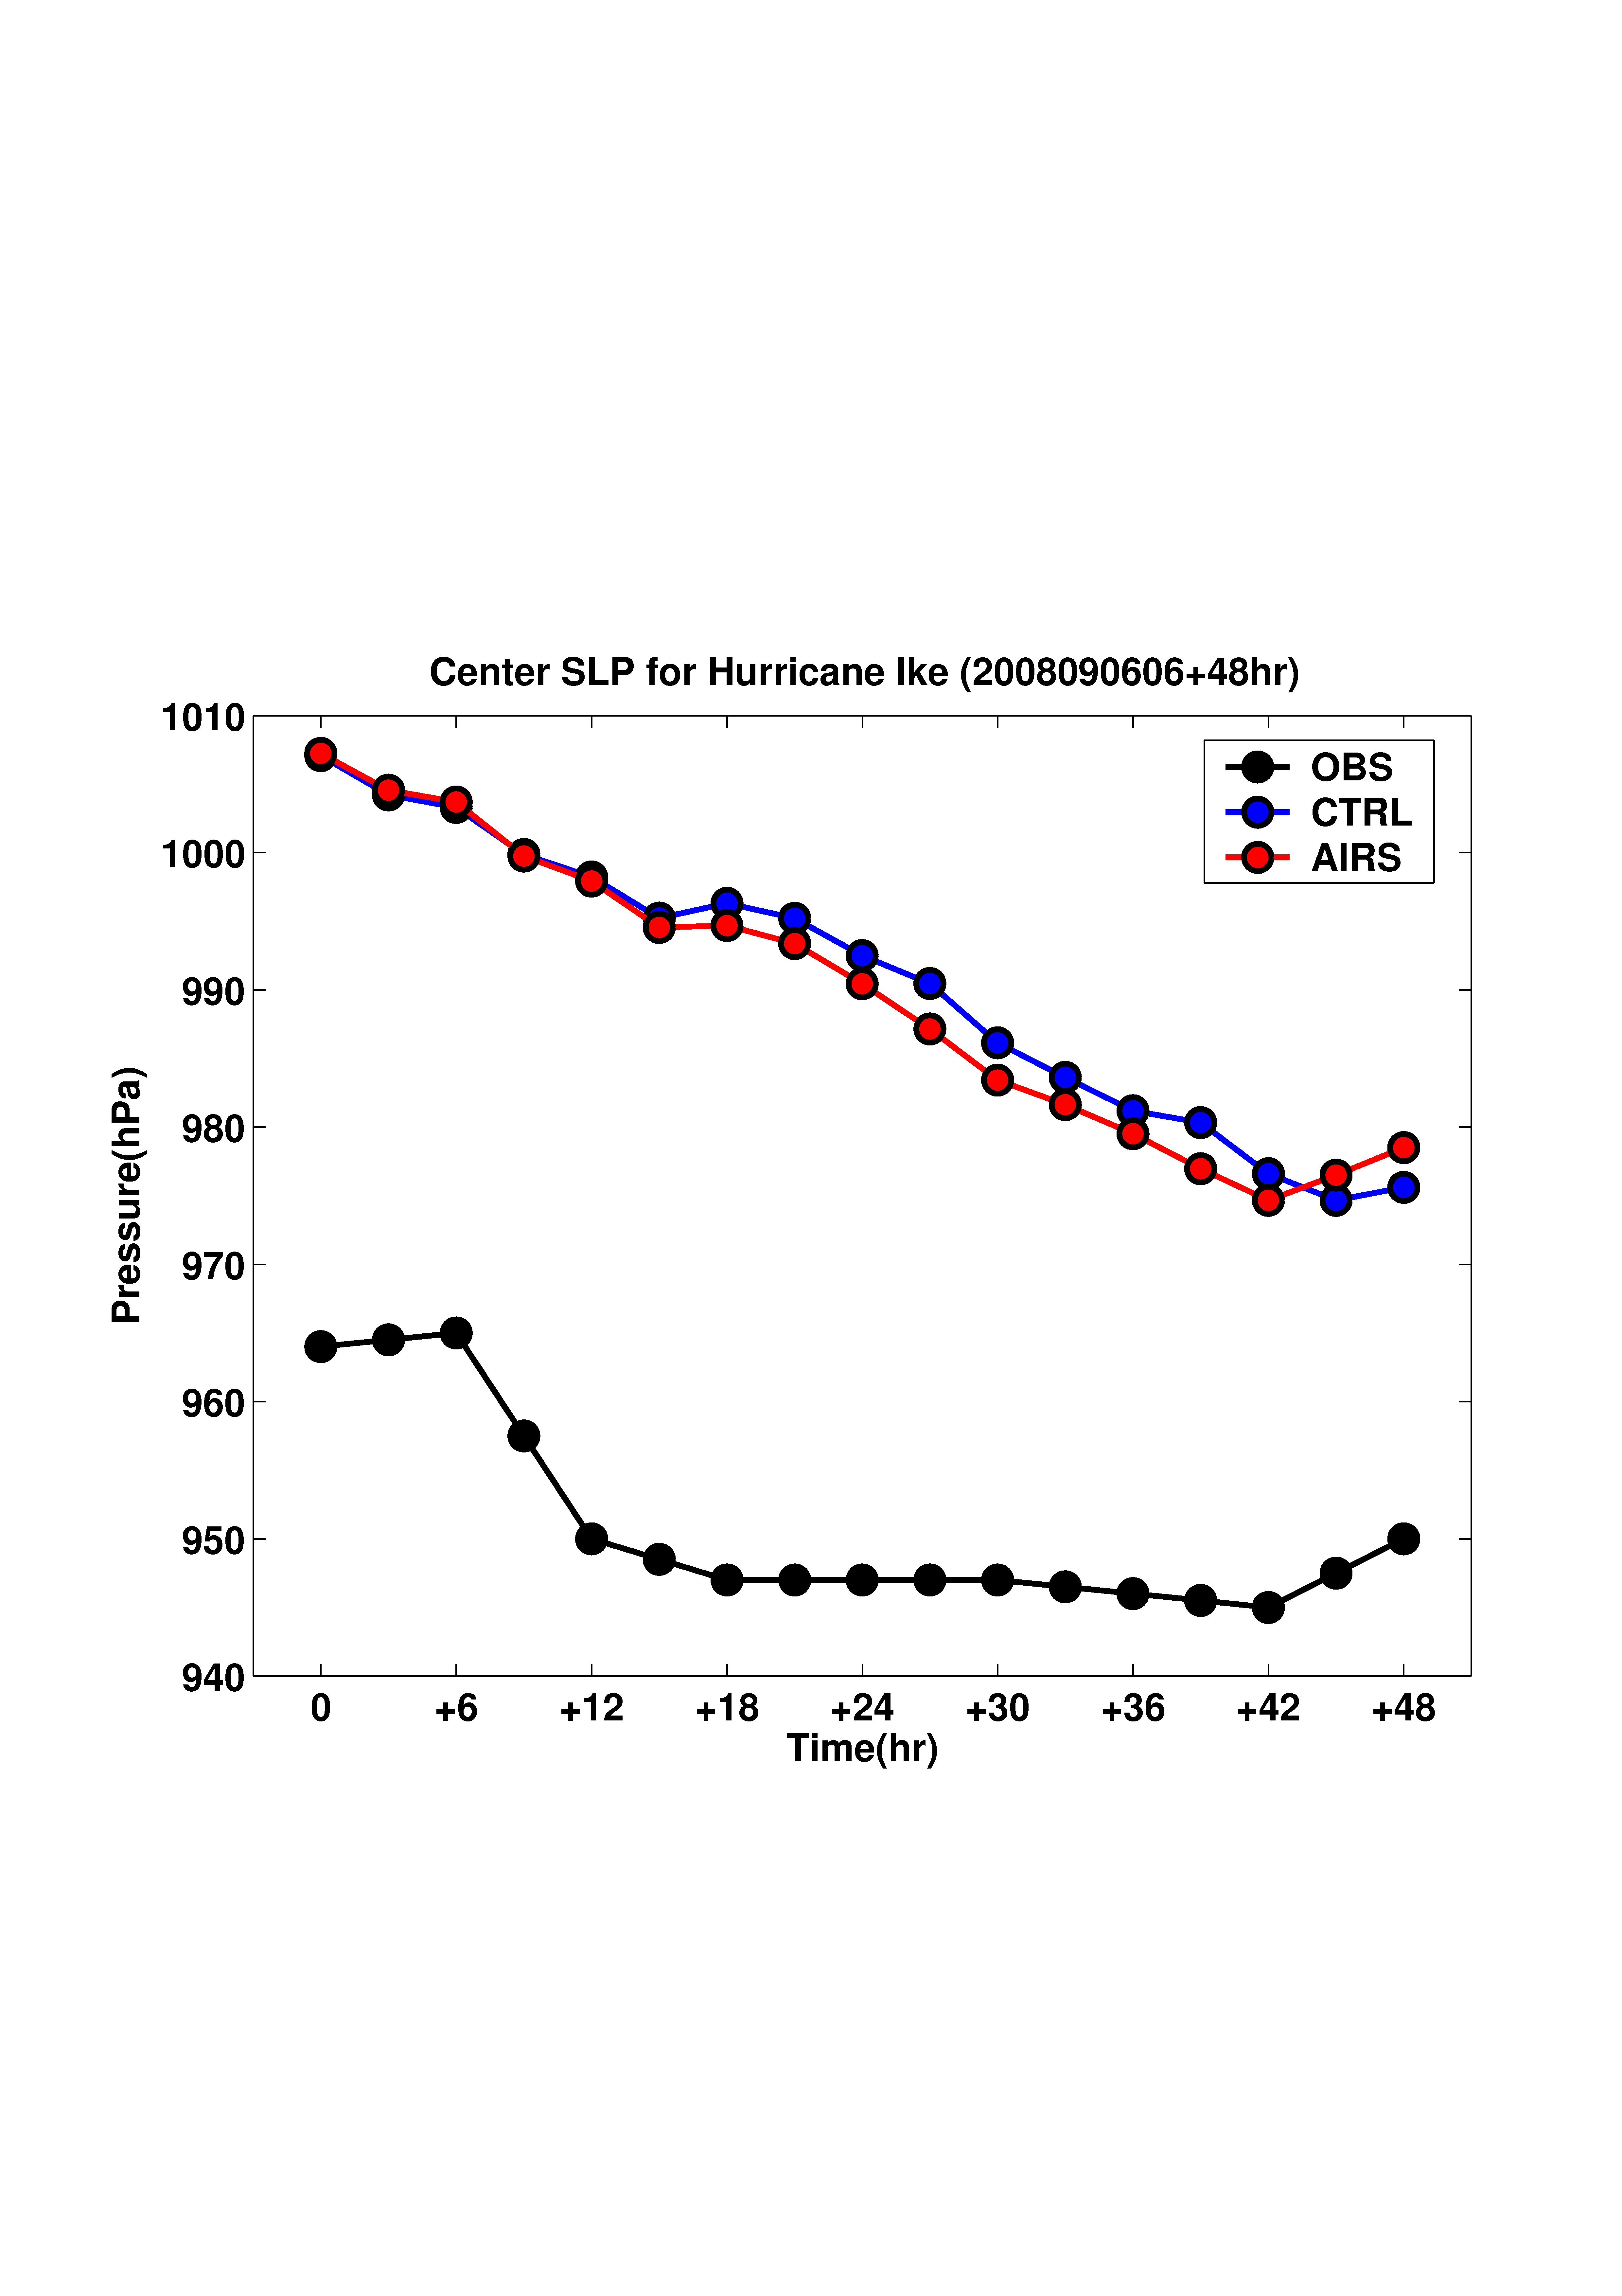 Center SLP for Hurricane Ike (2008090606+48hr)
1010
1000
990
980
970
960
950
940
Pressure(hPa)
OBS
CTRL
AIRS
0 +6 +12 +18 +24 +30 +36 +42 +48
Time(hr)